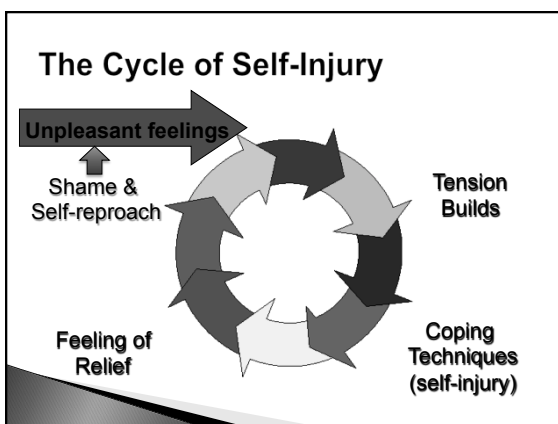 The Cycle of Self-Injury
Unpleasant feelings
Shame &
Self-reproach
Tension
Builds
Coping
Techniques
(self-injury)
Feeling of
Relief